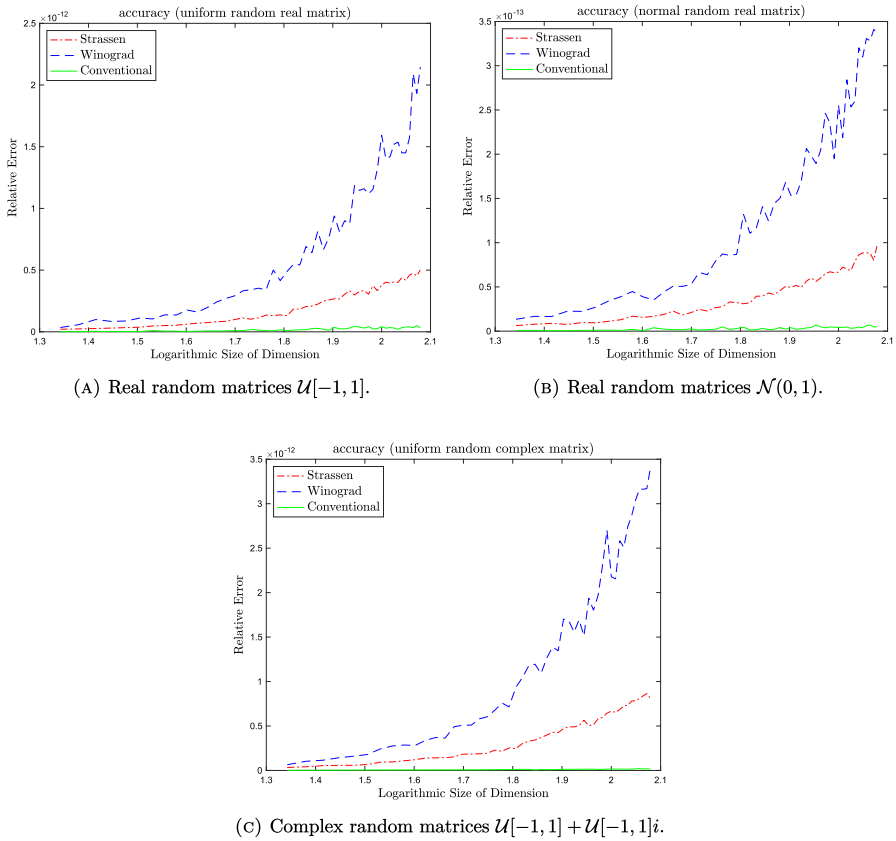 accuracy (uniform random real matrix)
×10⁻¹²
2.5
2
1.5
1
0.5
0
Relative Error
Strassen
Winograd
Conventional
1.3 1.4 1.5 1.6 1.7 1.8 1.9 2 2.1
Logarithmic Size of Dimension
(A) Real random matrices 𝒰[−1, 1].
accuracy (normal random real matrix)
×10⁻¹³
3.5
3
2.5
2
1.5
1
0.5
0
Relative Error
Strassen
Winograd
Conventional
1.3 1.4 1.5 1.6 1.7 1.8 1.9 2 2.1
Logarithmic Size of Dimension
(B) Real random matrices 𝒩(0, 1).
accuracy (uniform random complex matrix)
×10⁻¹²
3.5
3
2.5
2
1.5
1
0.5
0
Relative Error
Strassen
Winograd
Conventional
1.3 1.4 1.5 1.6 1.7 1.8 1.9 2 2.1
Logarithmic Size of Dimension
(C) Complex random matrices 𝒰[−1, 1] + 𝒰[−1, 1]i.